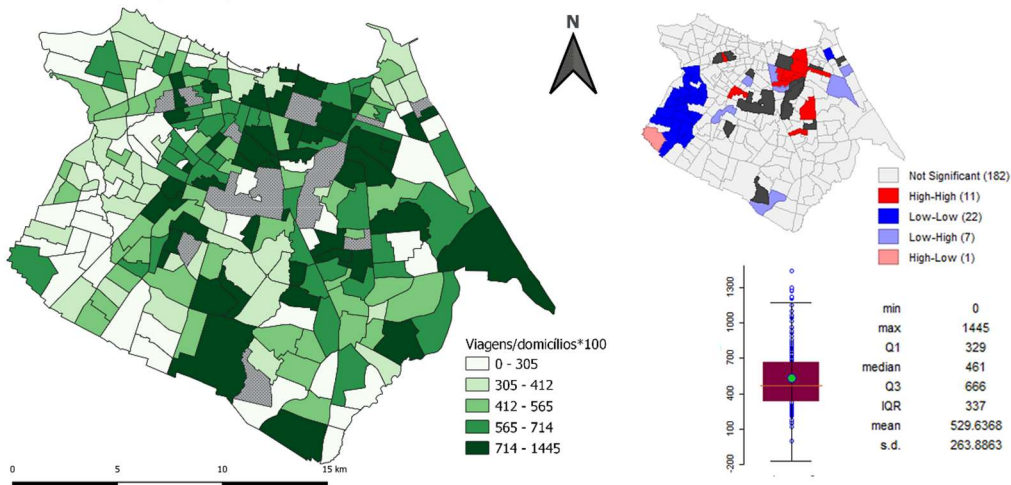 N
Viagens/domicílios*100
0 - 305
305 - 412
412 - 565
565 - 714
714 - 1445
0 5 10 15 km
Not Significant (182)
High-High (11)
Low-Low (22)
Low-High (7)
High-Low (1)
1300
1000
700
400
100
-200
min 0
max 1445
Q1 329
median 461
Q3 666
IQR 337
mean 529.6368
s.d. 263.8863